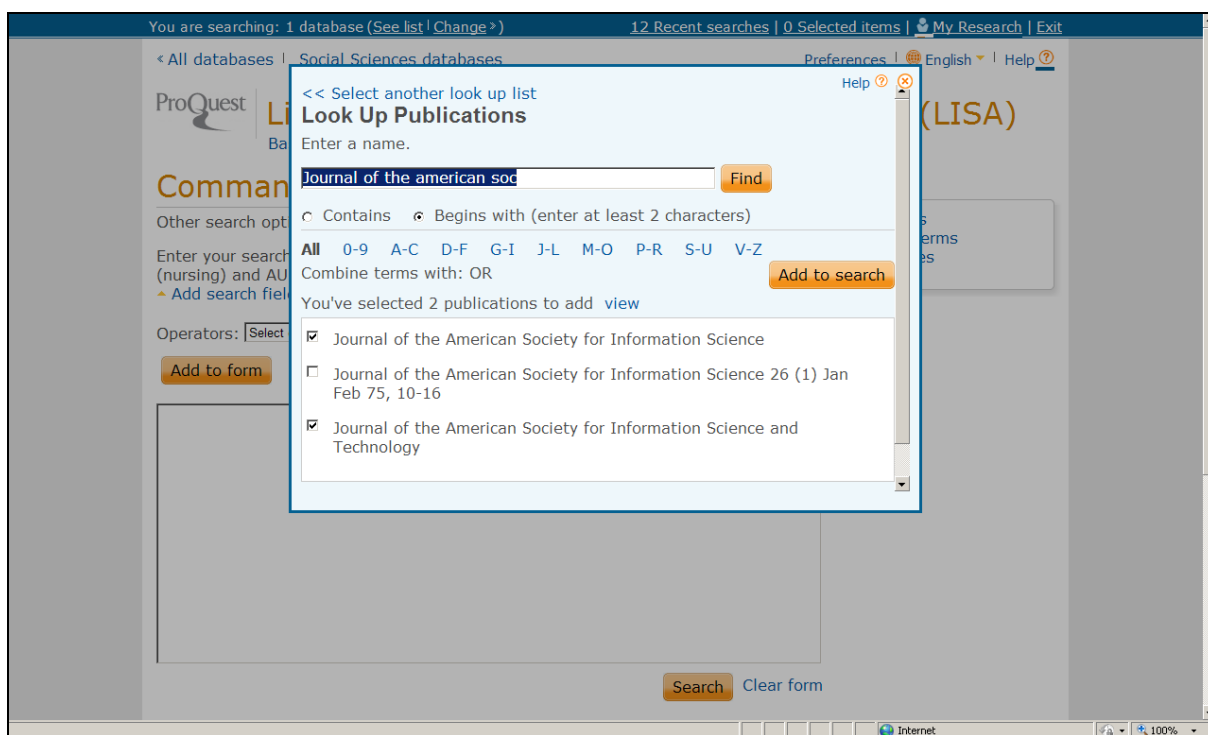 You are searching: 1 database (See list | Change »)
12 Recent searches | 0 Selected items | My Research | Exit
‹ All databases | Social Sciences databases
Preferences | English | Help ?
ProQuest
Li
(LISA)
Ba
<< Select another look up list
Help ?
Look Up Publications
Enter a name.
Journal of the american soc
Find
Contains Begins with (enter at least 2 characters)
All 0-9 A-C D-F G-I J-L M-O P-R S-U V-Z
Combine terms with: OR
Add to search
You've selected 2 publications to add view
Journal of the American Society for Information Science
Journal of the American Society for Information Science 26 (1) Jan
Feb 75, 10-16
Journal of the American Society for Information Science and
Technology
Comman
Other search opt
Enter your search
(nursing) and AU
Add search fiel
Operators: Select
Add to form
s
erms
es
Search Clear form
Internet
100%